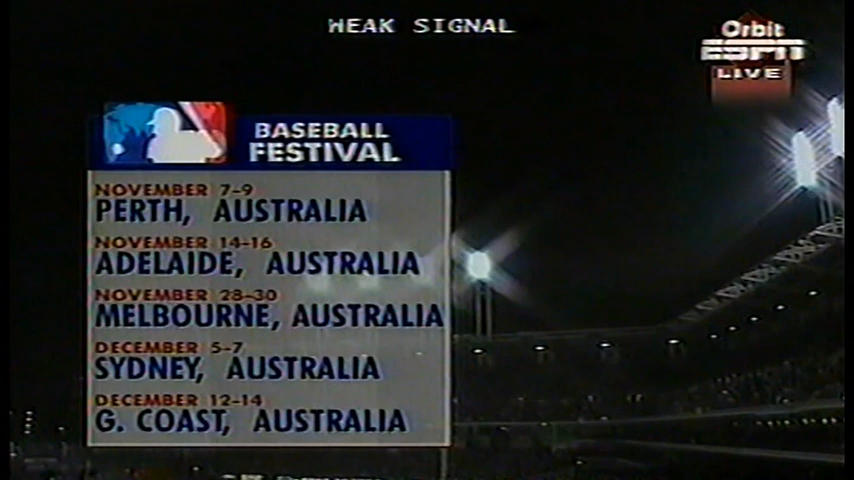 WEAK SIGNAL
Orbit
ESPN
LIVE
BASEBALL
FESTIVAL
NOVEMBER 7-9
PERTH, AUSTRALIA
NOVEMBER 14-16
ADELAIDE, AUSTRALIA
NOVEMBER 28-30
MELBOURNE, AUSTRALIA
DECEMBER 5-7
SYDNEY, AUSTRALIA
DECEMBER 12-14
G. COAST, AUSTRALIA